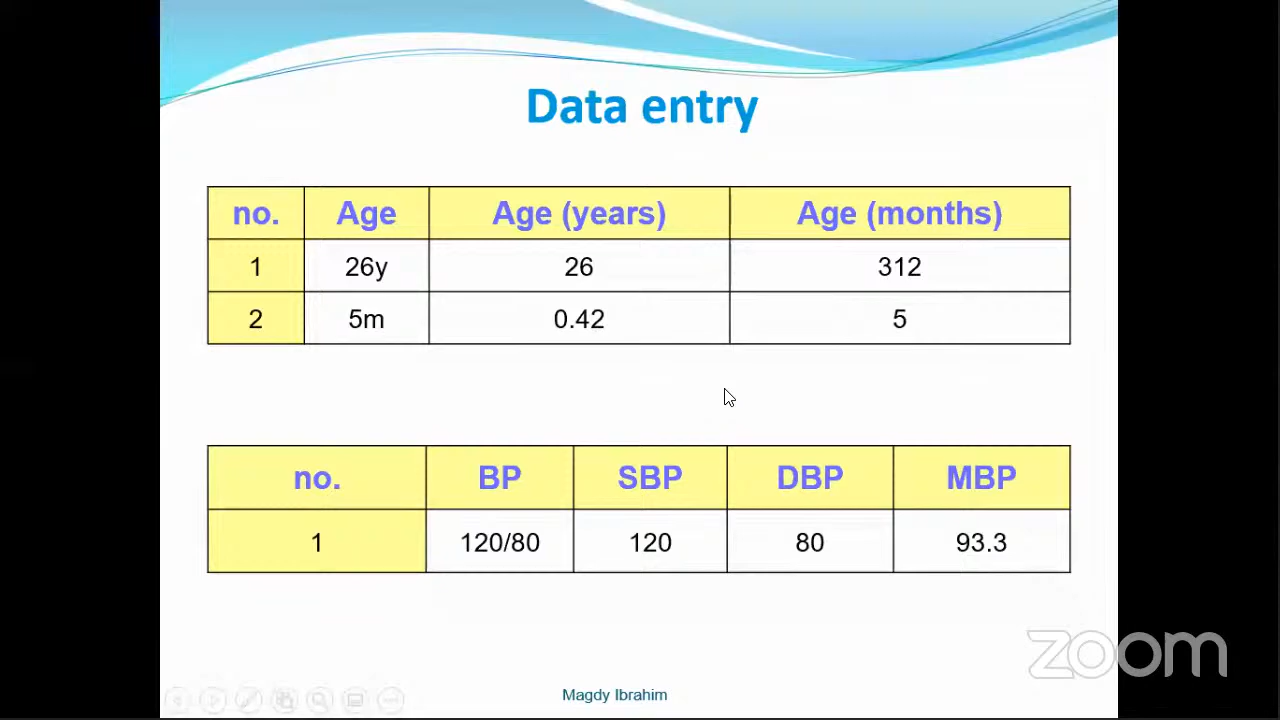 Data entry
no. Age Age (years) Age (months)
1 26y 26 312
2 5m 0.42 5
no. BP SBP DBP MBP
1 120/80 120 80 93.3
zoom
Magdy Ibrahim